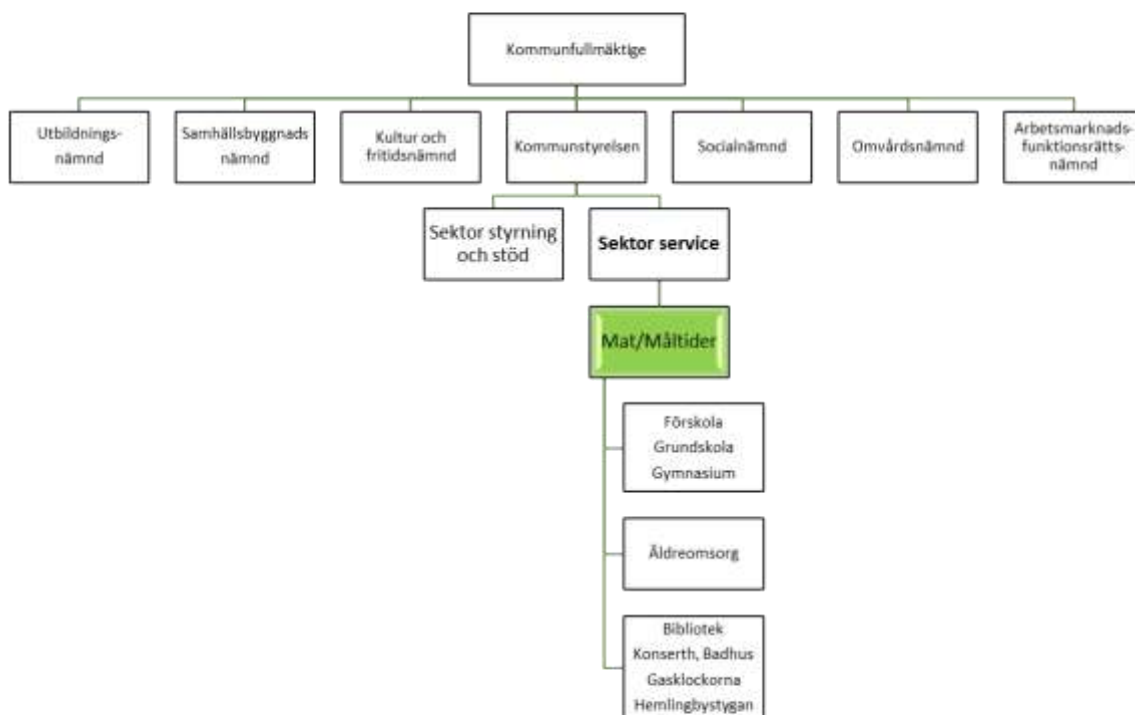 Kommunfullmäktige
Utbildnings-
nämnd
Samhällsbyggnads
nämnd
Kultur och
fritidsnämnd
Kommunstyrelsen
Socialnämnd
Omvårdsnämnd
Arbetsmarknads-
funktionsrätts-
nämnd
Sektor styrning
och stöd
Sektor service
Mat/Måltider
Förskola
Grundskola
Gymnasium
Äldreomsorg
Bibliotek
Konserth, Badhus
Gasklockorna
Hemlingbystygan